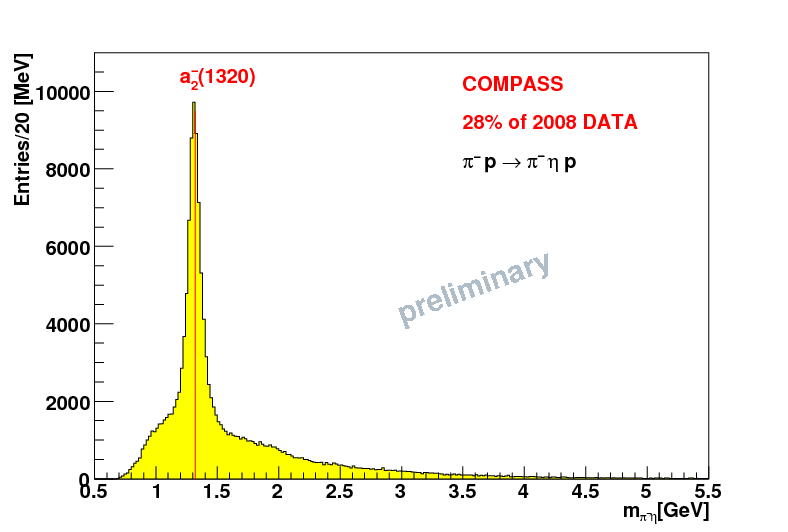 Entries/20 [MeV]
a₂⁻(1320)
COMPASS
28% of 2008 DATA
π⁻ p → π⁻ η p
preliminary
10000
8000
6000
4000
2000
0
0.5 1 1.5 2 2.5 3 3.5 4 4.5 5 5.5
m_π⁻η[GeV]